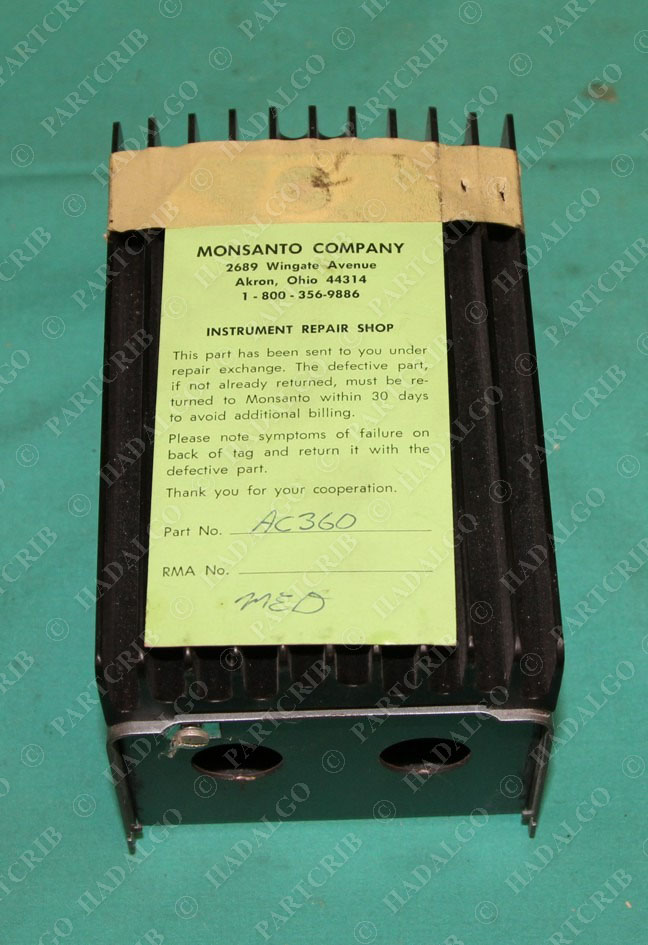 MONSANTO COMPANY
2689 Wingate Avenue
Akron, Ohio 44314
1 - 800 - 356-9886
INSTRUMENT REPAIR SHOP
This part has been sent to you under
repair exchange. The defective part,
if not already returned, must be re-
turned to Monsanto within 30 days
to avoid additional billing.
Please note symptoms of failure on
back of tag and return it with the
defective part.
Thank you for your cooperation.
Part No. AC360
RMA No.
MED
© HADALGO
PARTCRIB